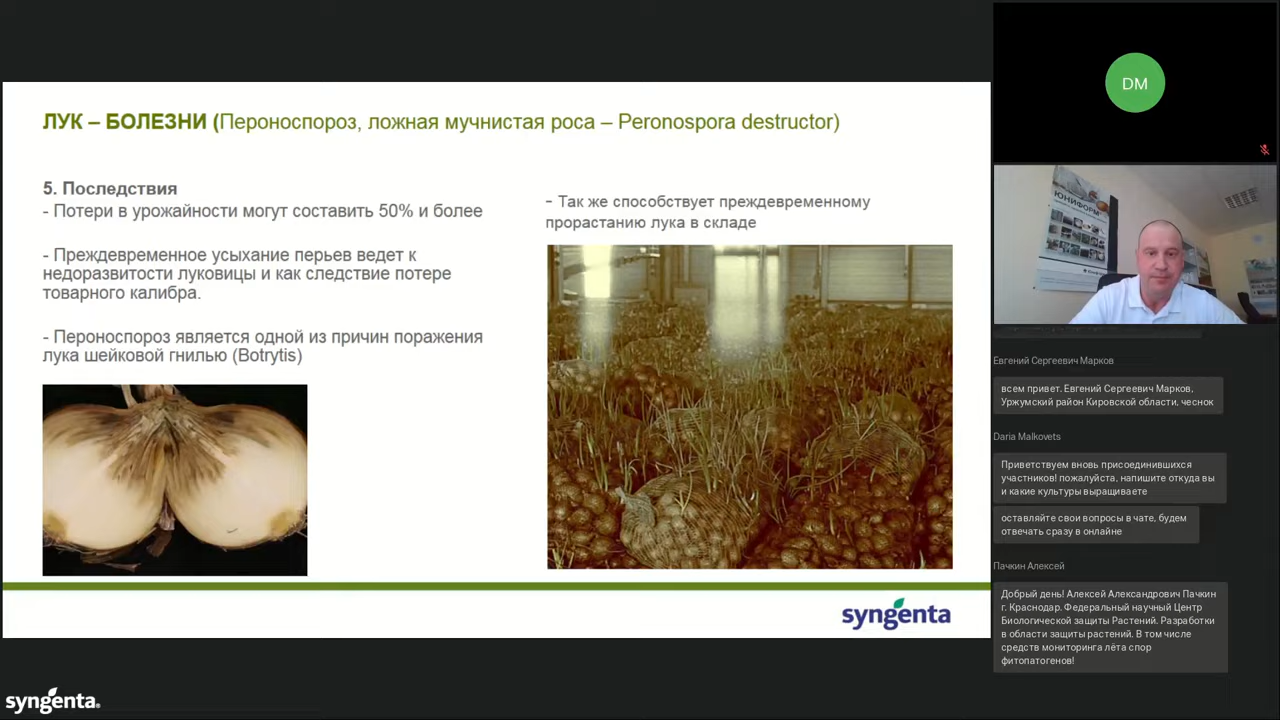 ЛУК – БОЛЕЗНИ (Пероноспороз, ложная мучнистая роса – Peronospora destructor)
5. Последствия
- Потери в урожайности могут составить 50% и более
- Преждевременное усыхание перьев ведет к
недоразвитости луковицы и как следствие потере
товарного калибра.
- Пероноспороз является одной из причин поражения
лука шейковой гнилью (Botrytis)
- Так же способствует преждевременному
прорастанию лука в складе
syngenta
syngenta.
DM
ЮНИФОРМ
Евгений Сергеевич Марков
всем привет. Евгений Сергеевич Марков,
Уржумский район Кировской области. чеснок
Daria Malkovets
Приветствуем вновь присоединившихся
участников! пожалуйста, напишите откуда вы
и какие культуры выращиваете
оставляйте свои вопросы в чате, будем
отвечать сразу в онлайне
Пачкин Алексей
Добрый день! Алексей Александрович Пачкин
г. Краснодар. Федеральный научный Центр
Биологической защиты Растений. Разработки
в области защиты растений. В том числе
средств мониторинга лёта спор
фитопатогенов!